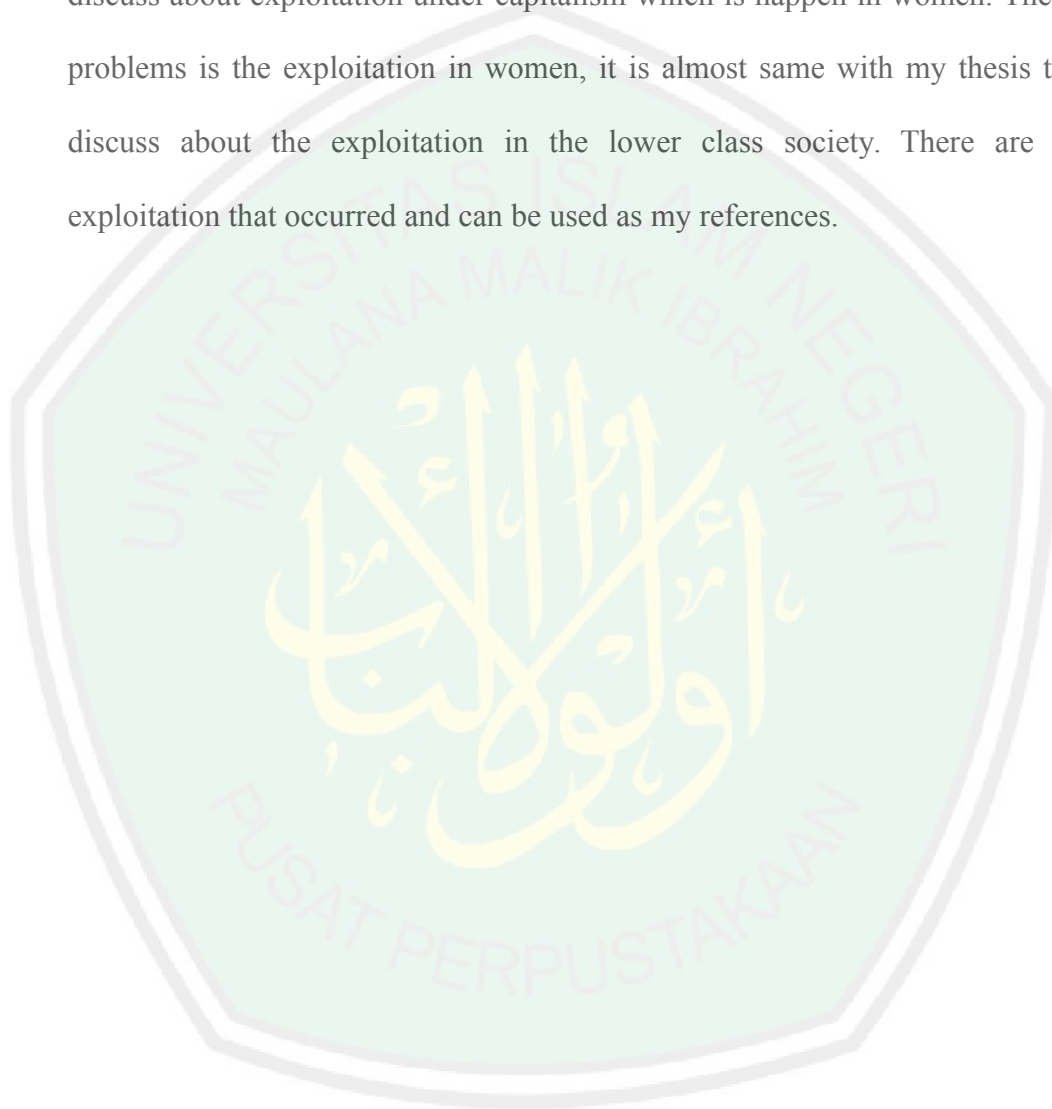 discuss about exploitation under capitalism which is happen in women. The
problems is the exploitation in women, it is almost same with my thesis t
discuss about the exploitation in the lower class society. There are
exploitation that occurred and can be used as my references.
UNIVERSITAS ISLAM NEGERI
MAULANA MALIK IBRAHIM
أولوا الألباب
PUSAT PERPUSTAKAAN